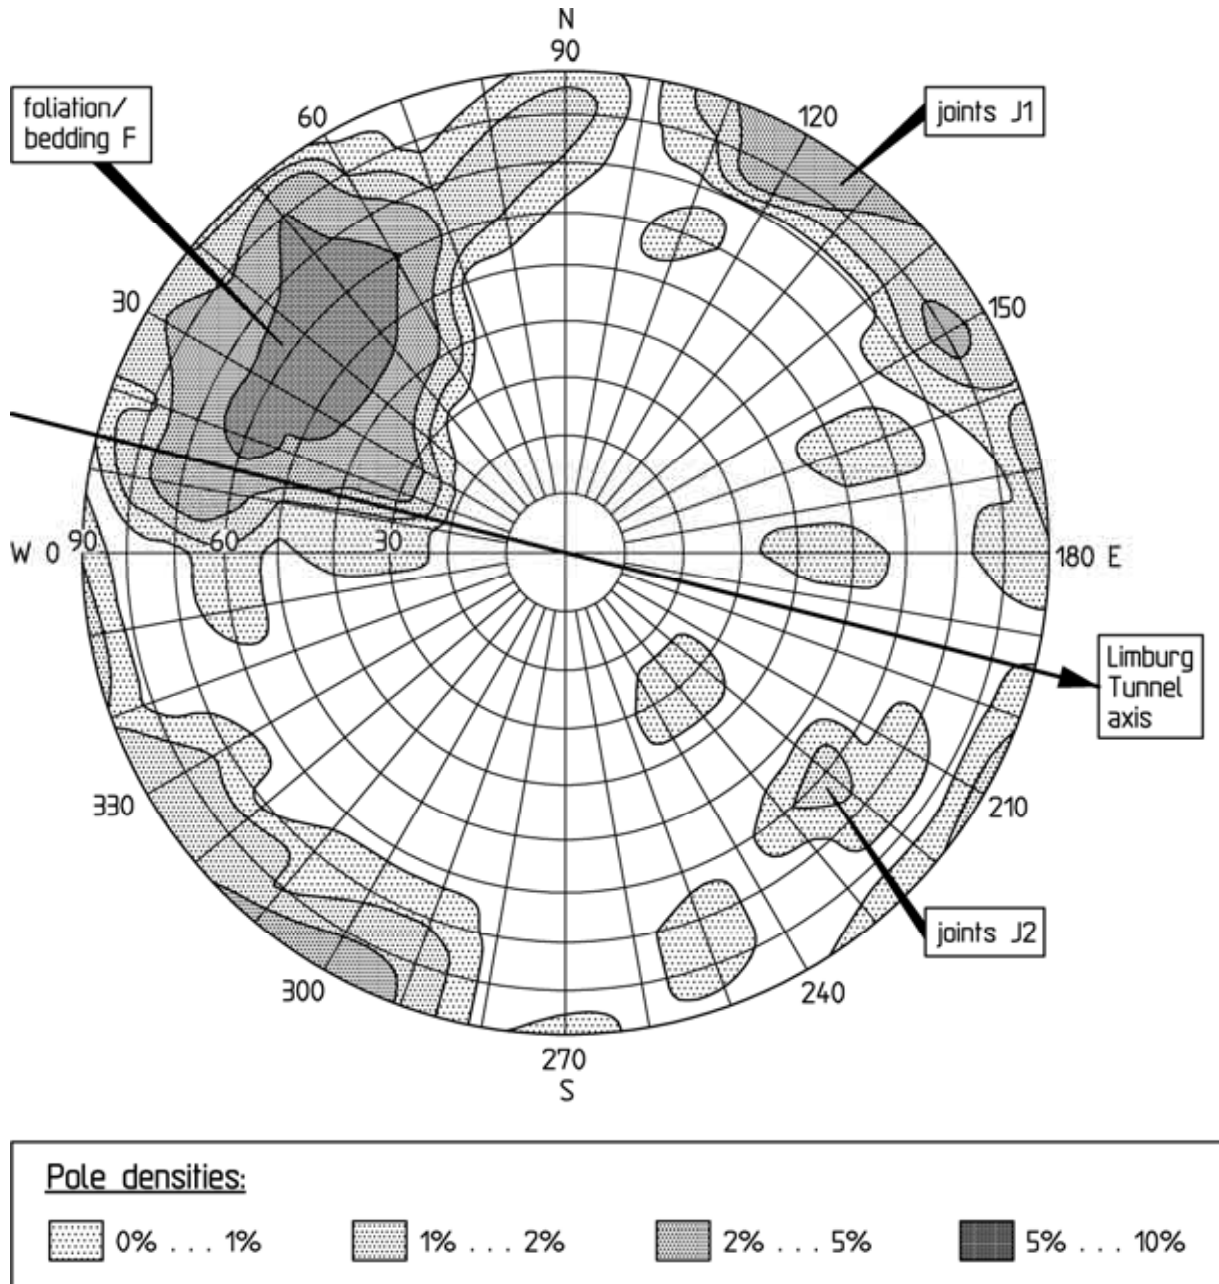 N
90
foliation/
bedding F
60
120
joints J1
30
150
W 0 90 60 30 180 E
Limburg
Tunnel
axis
330
210
joints J2
300
240
270
S
Pole densities:
0% . . . 1% 1% . . . 2% 2% . . . 5% 5% . . . 10%